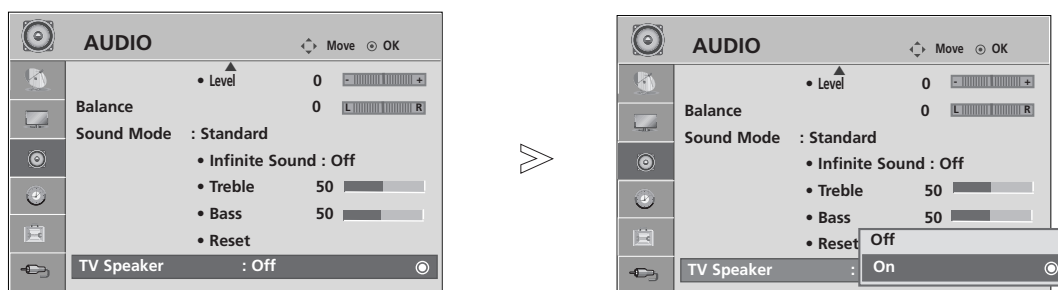 AUDIO Move OK
• Level 0 - +
Balance 0 L R
Sound Mode : Standard
• Infinite Sound : Off
• Treble 50
• Bass 50
• Reset
TV Speaker : Off
AUDIO Move OK
• Level 0 - +
Balance 0 L R
Sound Mode : Standard
• Infinite Sound : Off
• Treble 50
• Bass 50
• Reset
Off
TV Speaker : On